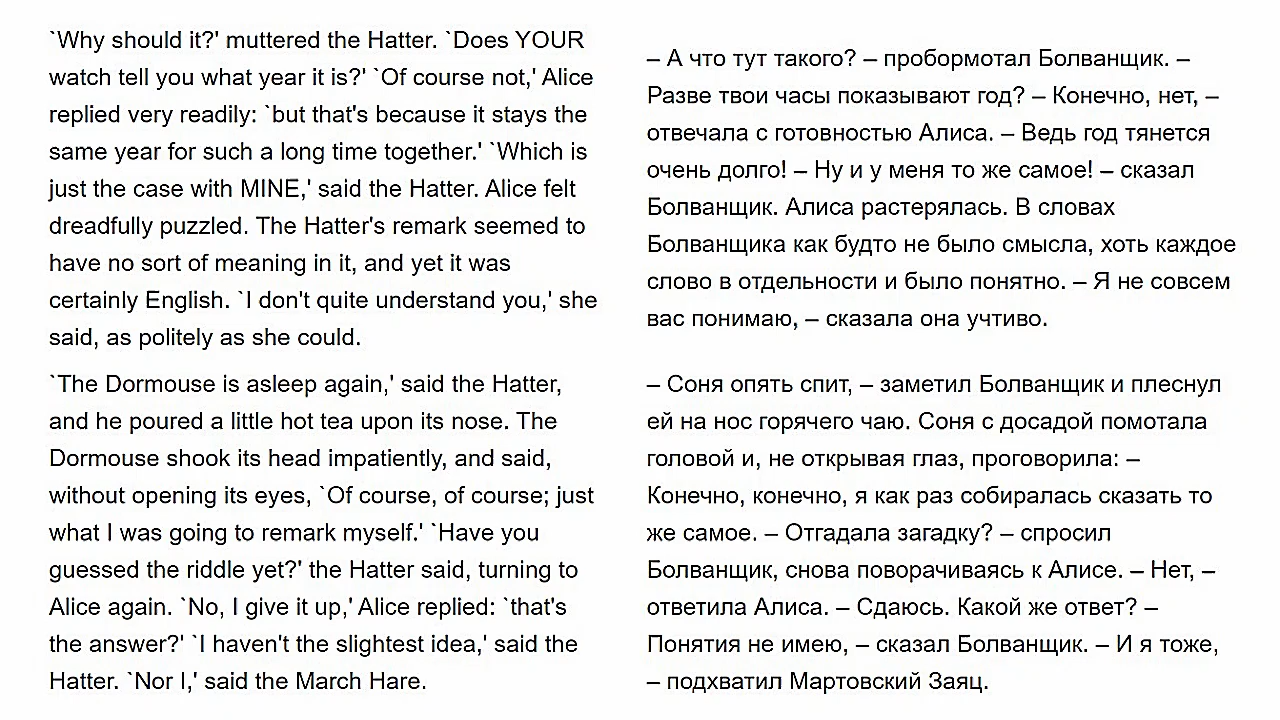 `Why should it?' muttered the Hatter. `Does YOUR
watch tell you what year it is?' `Of course not,' Alice
replied very readily: `but that's because it stays the
same year for such a long time together.' `Which is
just the case with MINE,' said the Hatter. Alice felt
dreadfully puzzled. The Hatter's remark seemed to
have no sort of meaning in it, and yet it was
certainly English. `I don't quite understand you,' she
said, as politely as she could.
– А что тут такого? – пробормотал Болванщик. –
Разве твои часы показывают год? – Конечно, нет, –
отвечала с готовностью Алиса. – Ведь год тянется
очень долго! – Ну и у меня то же самое! – сказал
Болванщик. Алиса растерялась. В словах
Болванщика как будто не было смысла, хоть каждое
слово в отдельности и было понятно. – Я не совсем
вас понимаю, – сказала она учтиво.
`The Dormouse is asleep again,' said the Hatter,
and he poured a little hot tea upon its nose. The
Dormouse shook its head impatiently, and said,
without opening its eyes, `Of course, of course; just
what I was going to remark myself.' `Have you
guessed the riddle yet?' the Hatter said, turning to
Alice again. `No, I give it up,' Alice replied: `that's
the answer?' `I haven't the slightest idea,' said the
Hatter. `Nor I,' said the March Hare.
– Соня опять спит, – заметил Болванщик и плеснул
ей на нос горячего чаю. Соня с досадой помотала
головой и, не открывая глаз, проговорила: –
Конечно, конечно, я как раз собиралась сказать то
же самое. – Отгадала загадку? – спросил
Болванщик, снова поворачиваясь к Алисе. – Нет, –
ответила Алиса. – Сдаюсь. Какой же ответ? –
Понятия не имею, – сказал Болванщик. – И я тоже,
– подхватил Мартовский Заяц.